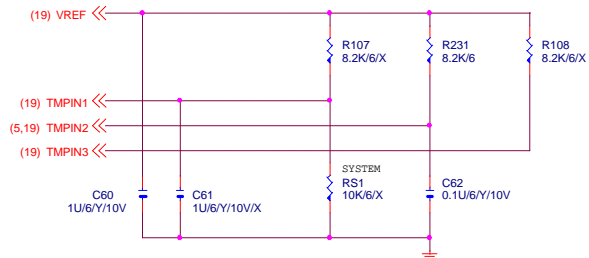 (19) VREF
R107
8.2K/6/X
R231
8.2K/6
R108
8.2K/6/X
(19) TMPIN1
(5,19) TMPIN2
(19) TMPIN3
SYSTEM
RS1
10K/6/X
C60
1U/6/Y/10V
C61
1U/6/Y/10V/X
C62
0.1U/6/Y/10V